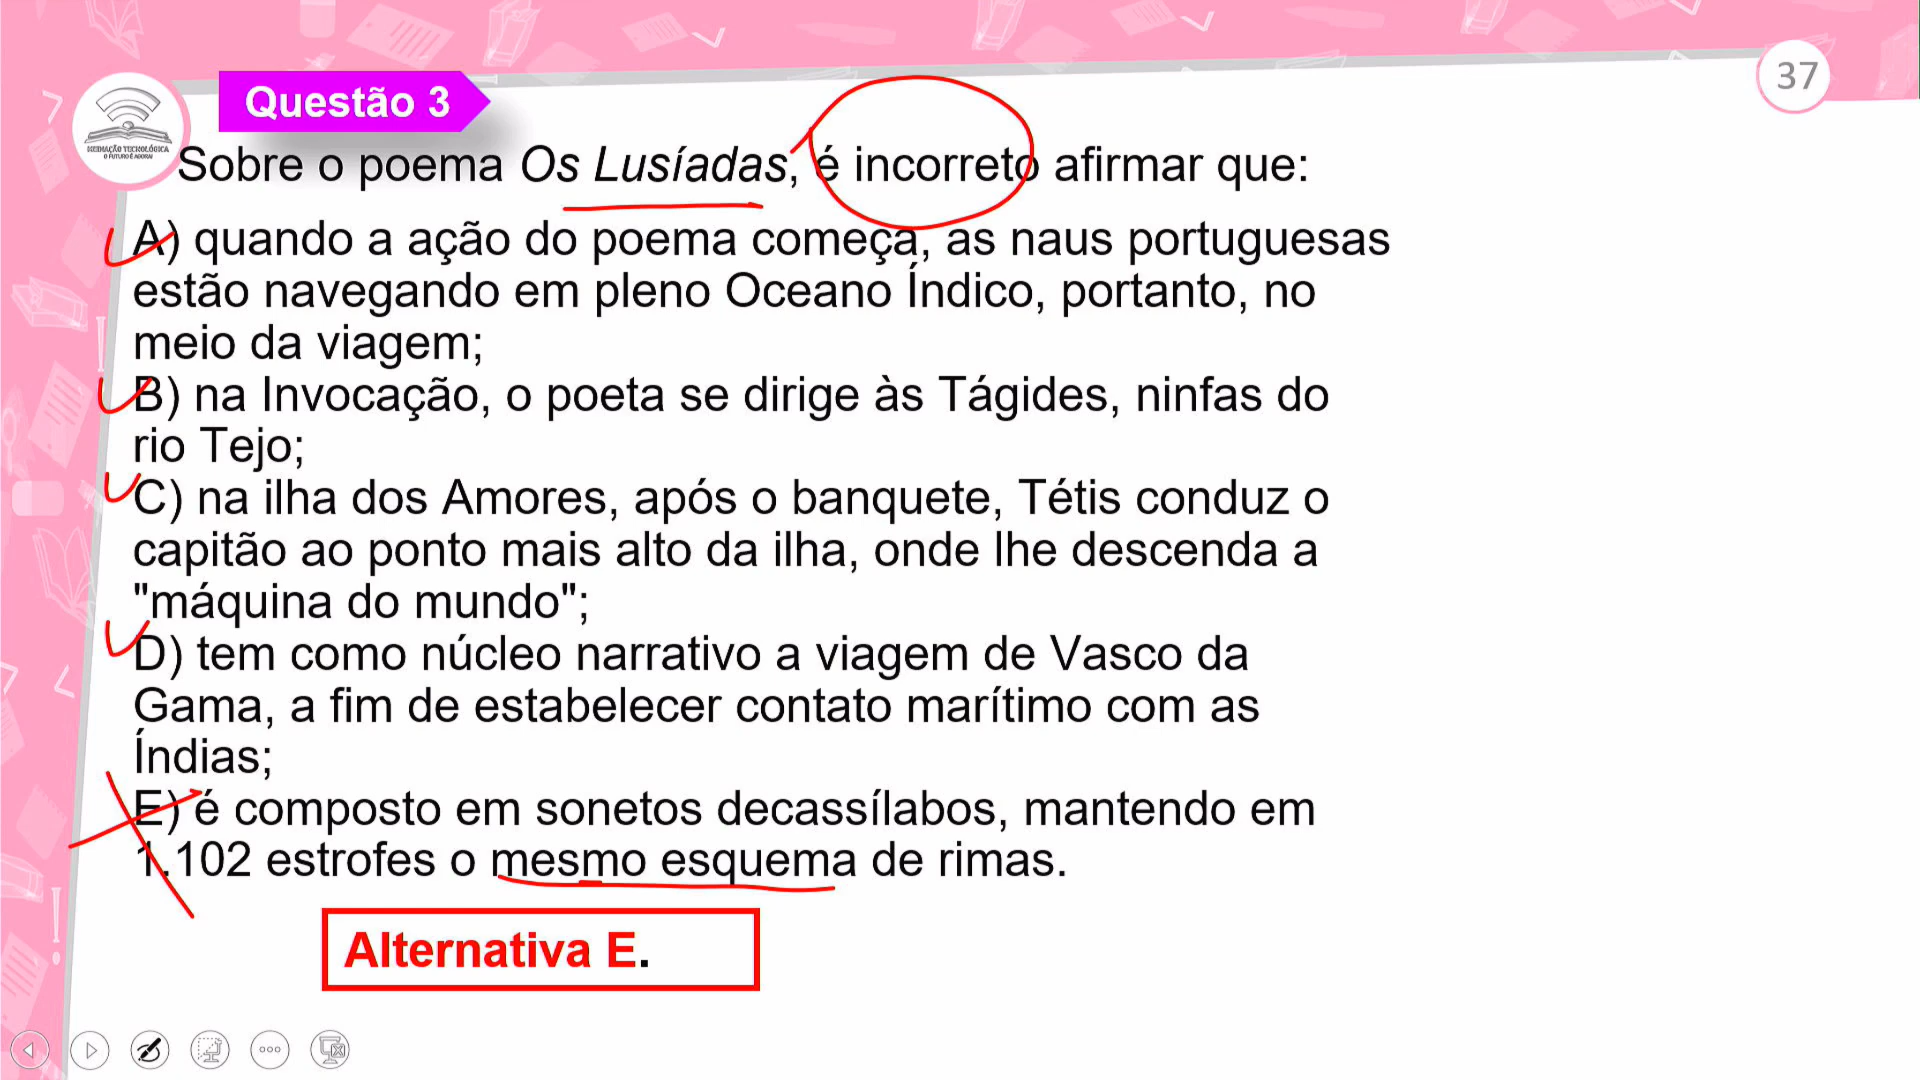 37
Questão 3
MEDIAÇÃO TECNOLÓGICA
O FUTURO É AGORA!
Sobre o poema Os Lusíadas, é incorreto afirmar que:
A) quando a ação do poema começa, as naus portuguesas
estão navegando em pleno Oceano Índico, portanto, no
meio da viagem;
B) na Invocação, o poeta se dirige às Tágides, ninfas do
rio Tejo;
C) na ilha dos Amores, após o banquete, Tétis conduz o
capitão ao ponto mais alto da ilha, onde lhe descenda a
"máquina do mundo";
D) tem como núcleo narrativo a viagem de Vasco da
Gama, a fim de estabelecer contato marítimo com as
Índias;
E) é composto em sonetos decassílabos, mantendo em
1.102 estrofes o mesmo esquema de rimas.
Alternativa E.